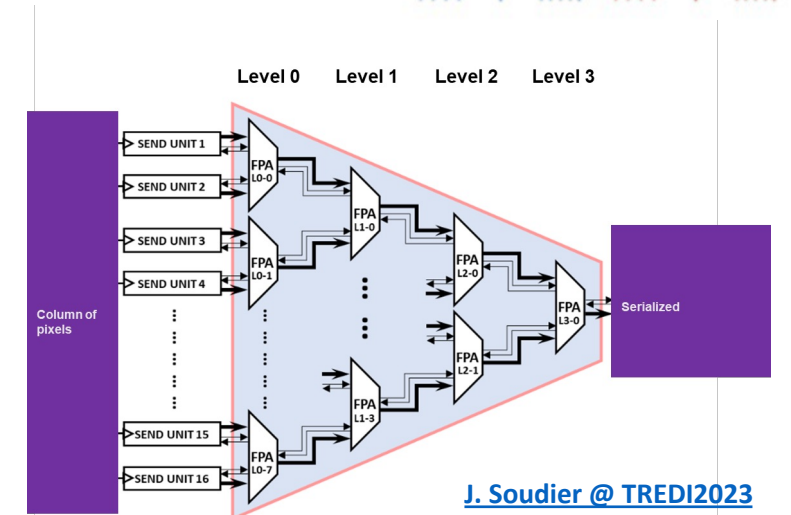 Level 0 Level 1 Level 2 Level 3
SEND UNIT 1
SEND UNIT 2
SEND UNIT 3
SEND UNIT 4
SEND UNIT 15
SEND UNIT 16
Column of
pixels
FPA
L0-0
FPA
L0-1
FPA
L0-7
FPA
L1-0
FPA
L1-3
FPA
L2-0
FPA
L2-1
FPA
L3-0
Serialized
J. Soudier @ TREDI2023